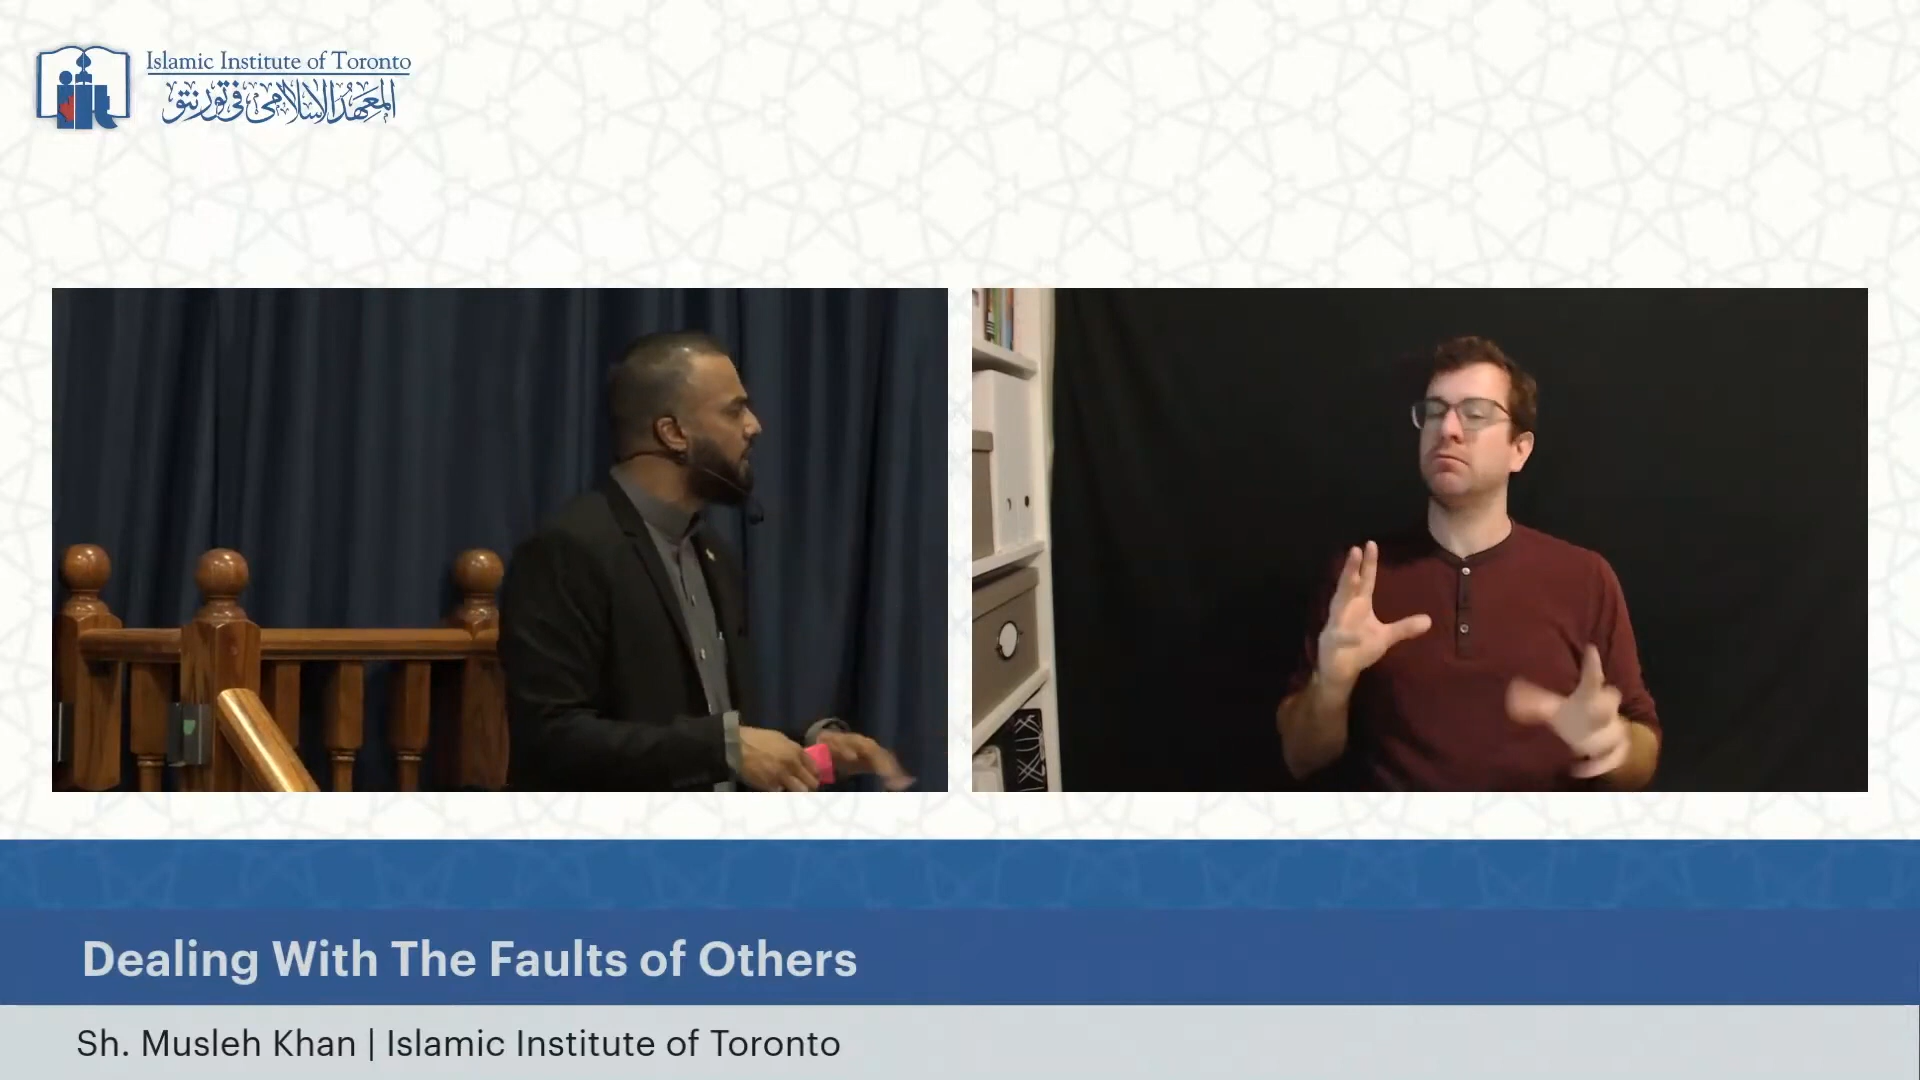 Islamic Institute of Toronto
المعهد الإسلامي في تورنتو
Dealing With The Faults of Others
Sh. Musleh Khan | Islamic Institute of Toronto